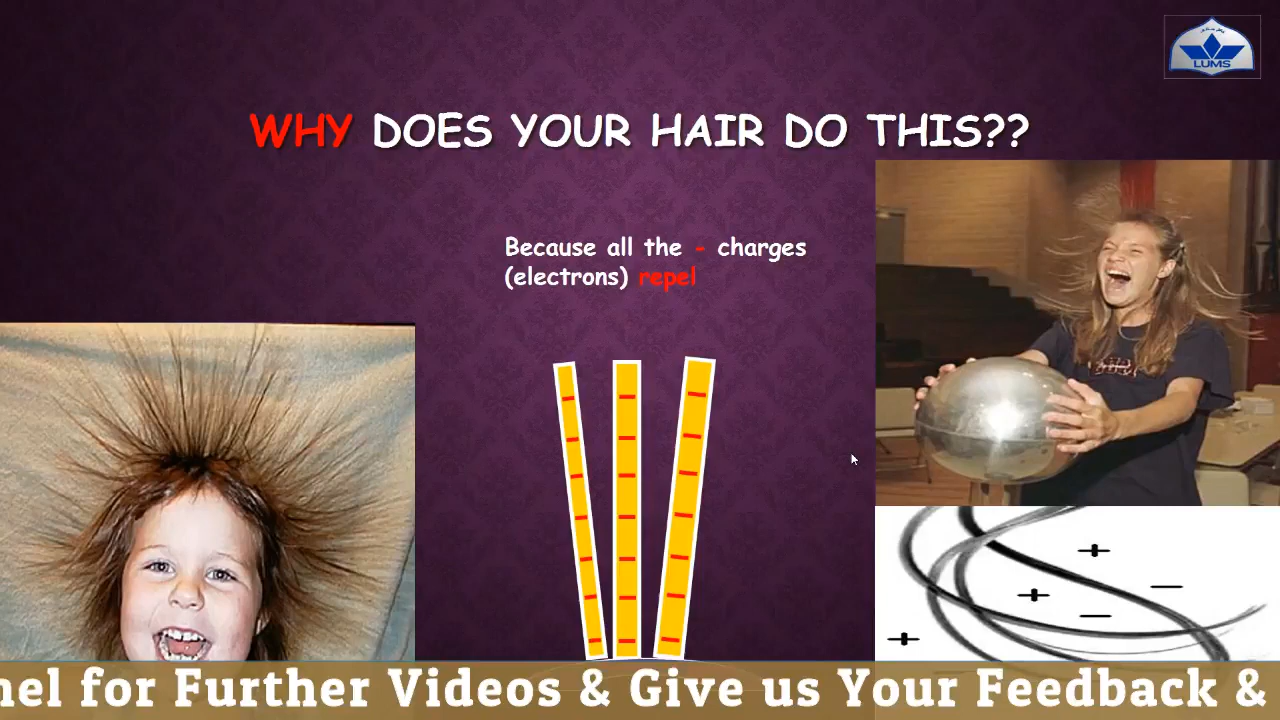 LUMS
WHY DOES YOUR HAIR DO THIS??
Because all the - charges
(electrons) repel
nel for Further Videos & Give us Your Feedback &